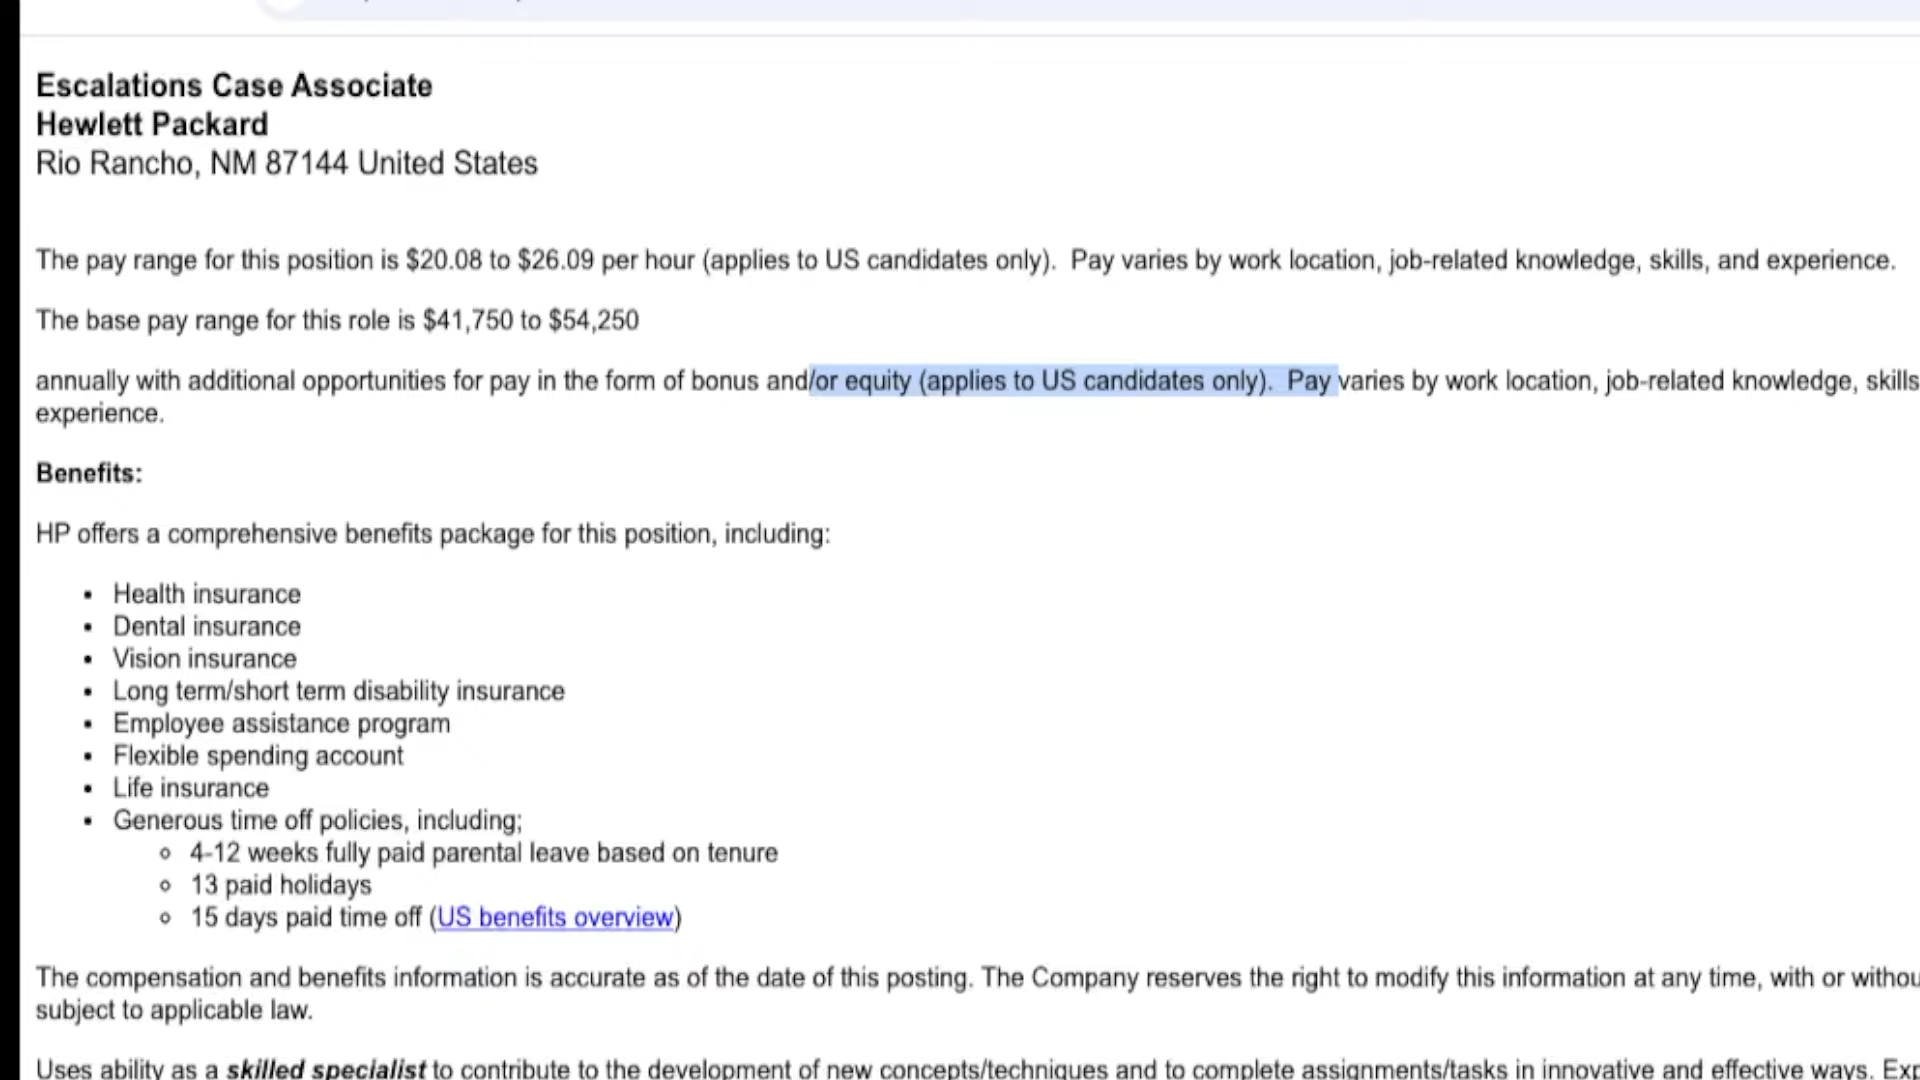 Escalations Case Associate
Hewlett Packard
Rio Rancho, NM 87144 United States
The pay range for this position is $20.08 to $26.09 per hour (applies to US candidates only).  Pay varies by work location, job-related knowledge, skills, and experience.
The base pay range for this role is $41,750 to $54,250
annually with additional opportunities for pay in the form of bonus and/or equity (applies to US candidates only).  Pay varies by work location, job-related knowledge, skills
experience.
Benefits:
HP offers a comprehensive benefits package for this position, including:
• Health insurance
• Dental insurance
• Vision insurance
• Long term/short term disability insurance
• Employee assistance program
• Flexible spending account
• Life insurance
• Generous time off policies, including;
◦ 4-12 weeks fully paid parental leave based on tenure
◦ 13 paid holidays
◦ 15 days paid time off (US benefits overview)
The compensation and benefits information is accurate as of the date of this posting. The Company reserves the right to modify this information at any time, with or
subject to applicable law.
Uses ability as a skilled specialist to contribute to the development of new concepts/techniques and to complete assignments/tasks in innovative and effective ways.